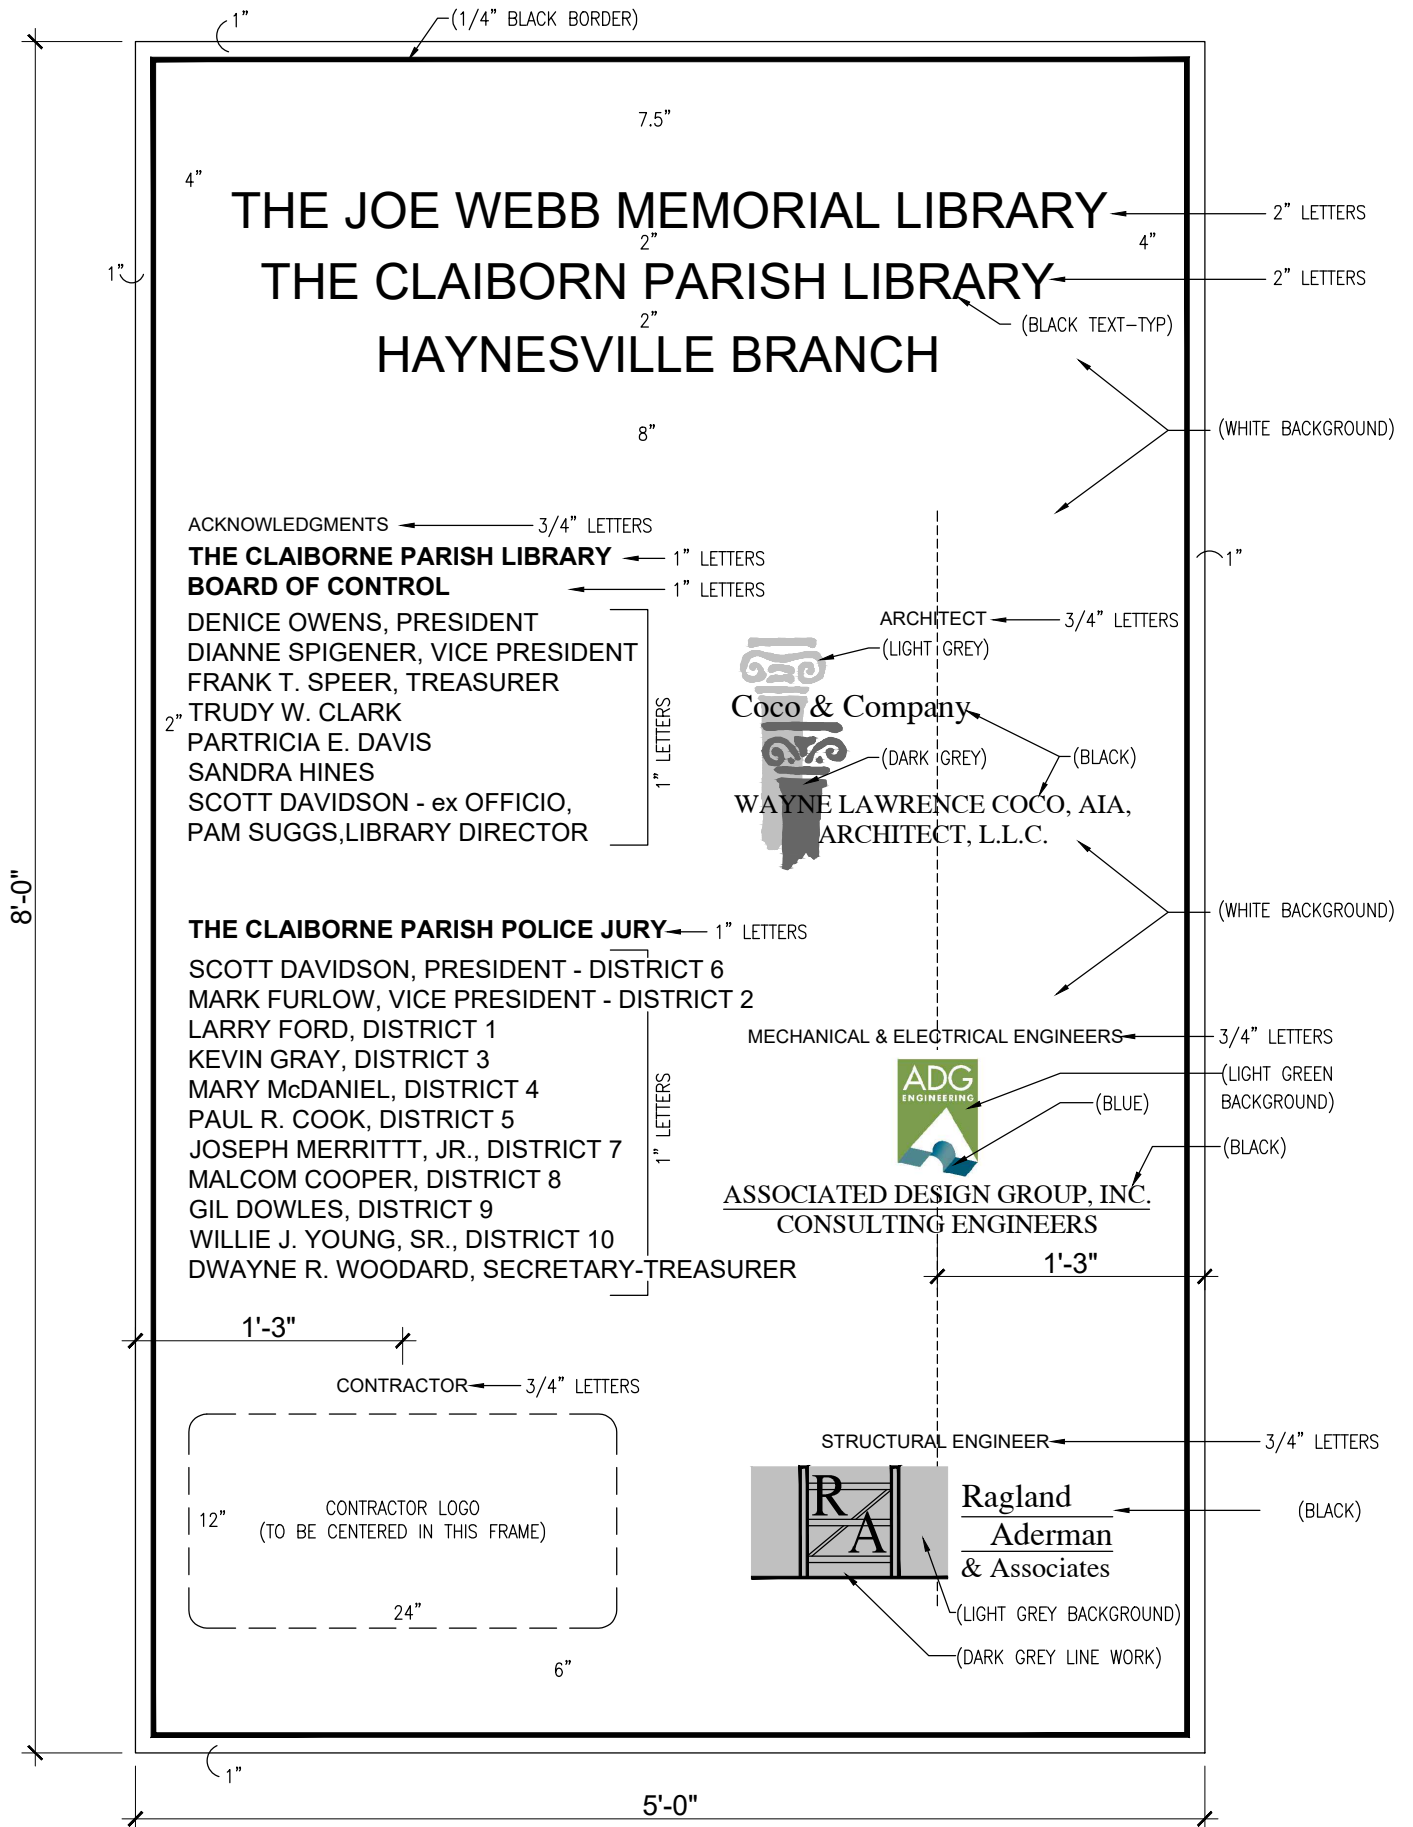 1"
(1/4" BLACK BORDER)
7.5"
4"
THE JOE WEBB MEMORIAL LIBRARY
2" LETTERS
2"
4"
1"
THE CLAIBORN PARISH LIBRARY
2" LETTERS
2"
(BLACK TEXT-TYP)
HAYNESVILLE BRANCH
8"
(WHITE BACKGROUND)
ACKNOWLEDGMENTS
3/4" LETTERS
THE CLAIBORNE PARISH LIBRARY
1" LETTERS
1"
BOARD OF CONTROL
1" LETTERS
DENICE OWENS, PRESIDENT
DIANNE SPIGENER, VICE PRESIDENT
FRANK T. SPEER, TREASURER
TRUDY W. CLARK
2"
PARTRICIA E. DAVIS
SANDRA HINES
SCOTT DAVIDSON - ex OFFICIO,
PAM SUGGS,LIBRARY DIRECTOR
1" LETTERS
ARCHITECT
3/4" LETTERS
(LIGHT GREY)
Coco & Company
(DARK GREY)
(BLACK)
WAYNE LAWRENCE COCO, AIA,
ARCHITECT, L.L.C.
8'-0"
(WHITE BACKGROUND)
THE CLAIBORNE PARISH POLICE JURY
1" LETTERS
SCOTT DAVIDSON, PRESIDENT - DISTRICT 6
MARK FURLOW, VICE PRESIDENT - DISTRICT 2
LARRY FORD, DISTRICT 1
KEVIN GRAY, DISTRICT 3
MARY McDANIEL, DISTRICT 4
PAUL R. COOK, DISTRICT 5
JOSEPH MERRITTT, JR., DISTRICT 7
MALCOM COOPER, DISTRICT 8
GIL DOWLES, DISTRICT 9
WILLIE J. YOUNG, SR., DISTRICT 10
DWAYNE R. WOODARD, SECRETARY-TREASURER
1" LETTERS
MECHANICAL & ELECTRICAL ENGINEERS
3/4" LETTERS
ADG
ENGINEERING
(LIGHT GREEN
BACKGROUND)
(BLUE)
(BLACK)
ASSOCIATED DESIGN GROUP, INC.
CONSULTING ENGINEERS
1'-3"
1'-3"
CONTRACTOR
3/4" LETTERS
12"
CONTRACTOR LOGO
(TO BE CENTERED IN THIS FRAME)
24"
6"
STRUCTURAL ENGINEER
3/4" LETTERS
R
A
Ragland
Aderman
& Associates
(BLACK)
(LIGHT GREY BACKGROUND)
(DARK GREY LINE WORK)
1"
5'-0"